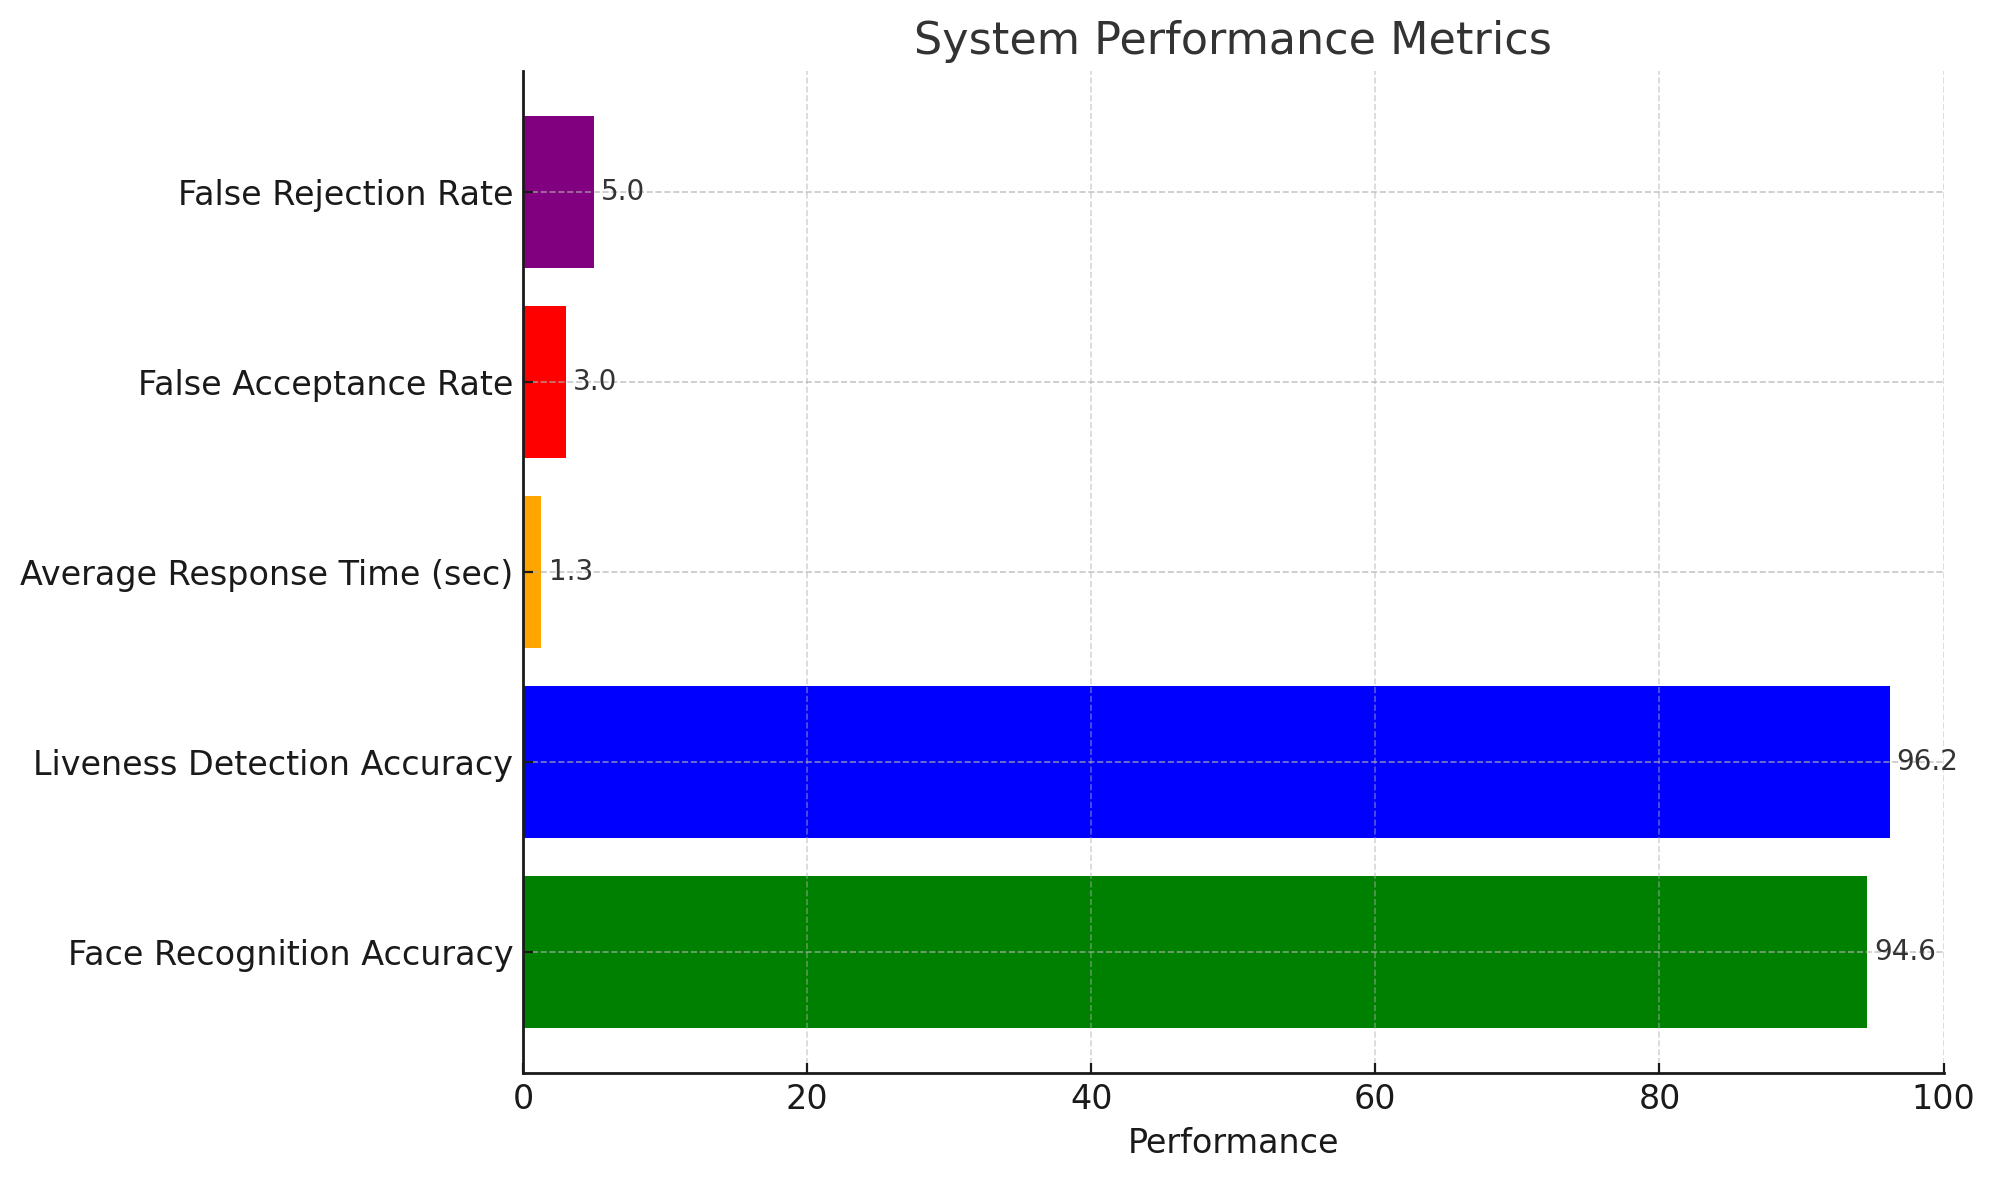 System Performance Metrics
False Rejection Rate
5.0
False Acceptance Rate
3.0
Average Response Time (sec)
1.3
Liveness Detection Accuracy
96.2
Face Recognition Accuracy
94.6
0 20 40 60 80 100
Performance